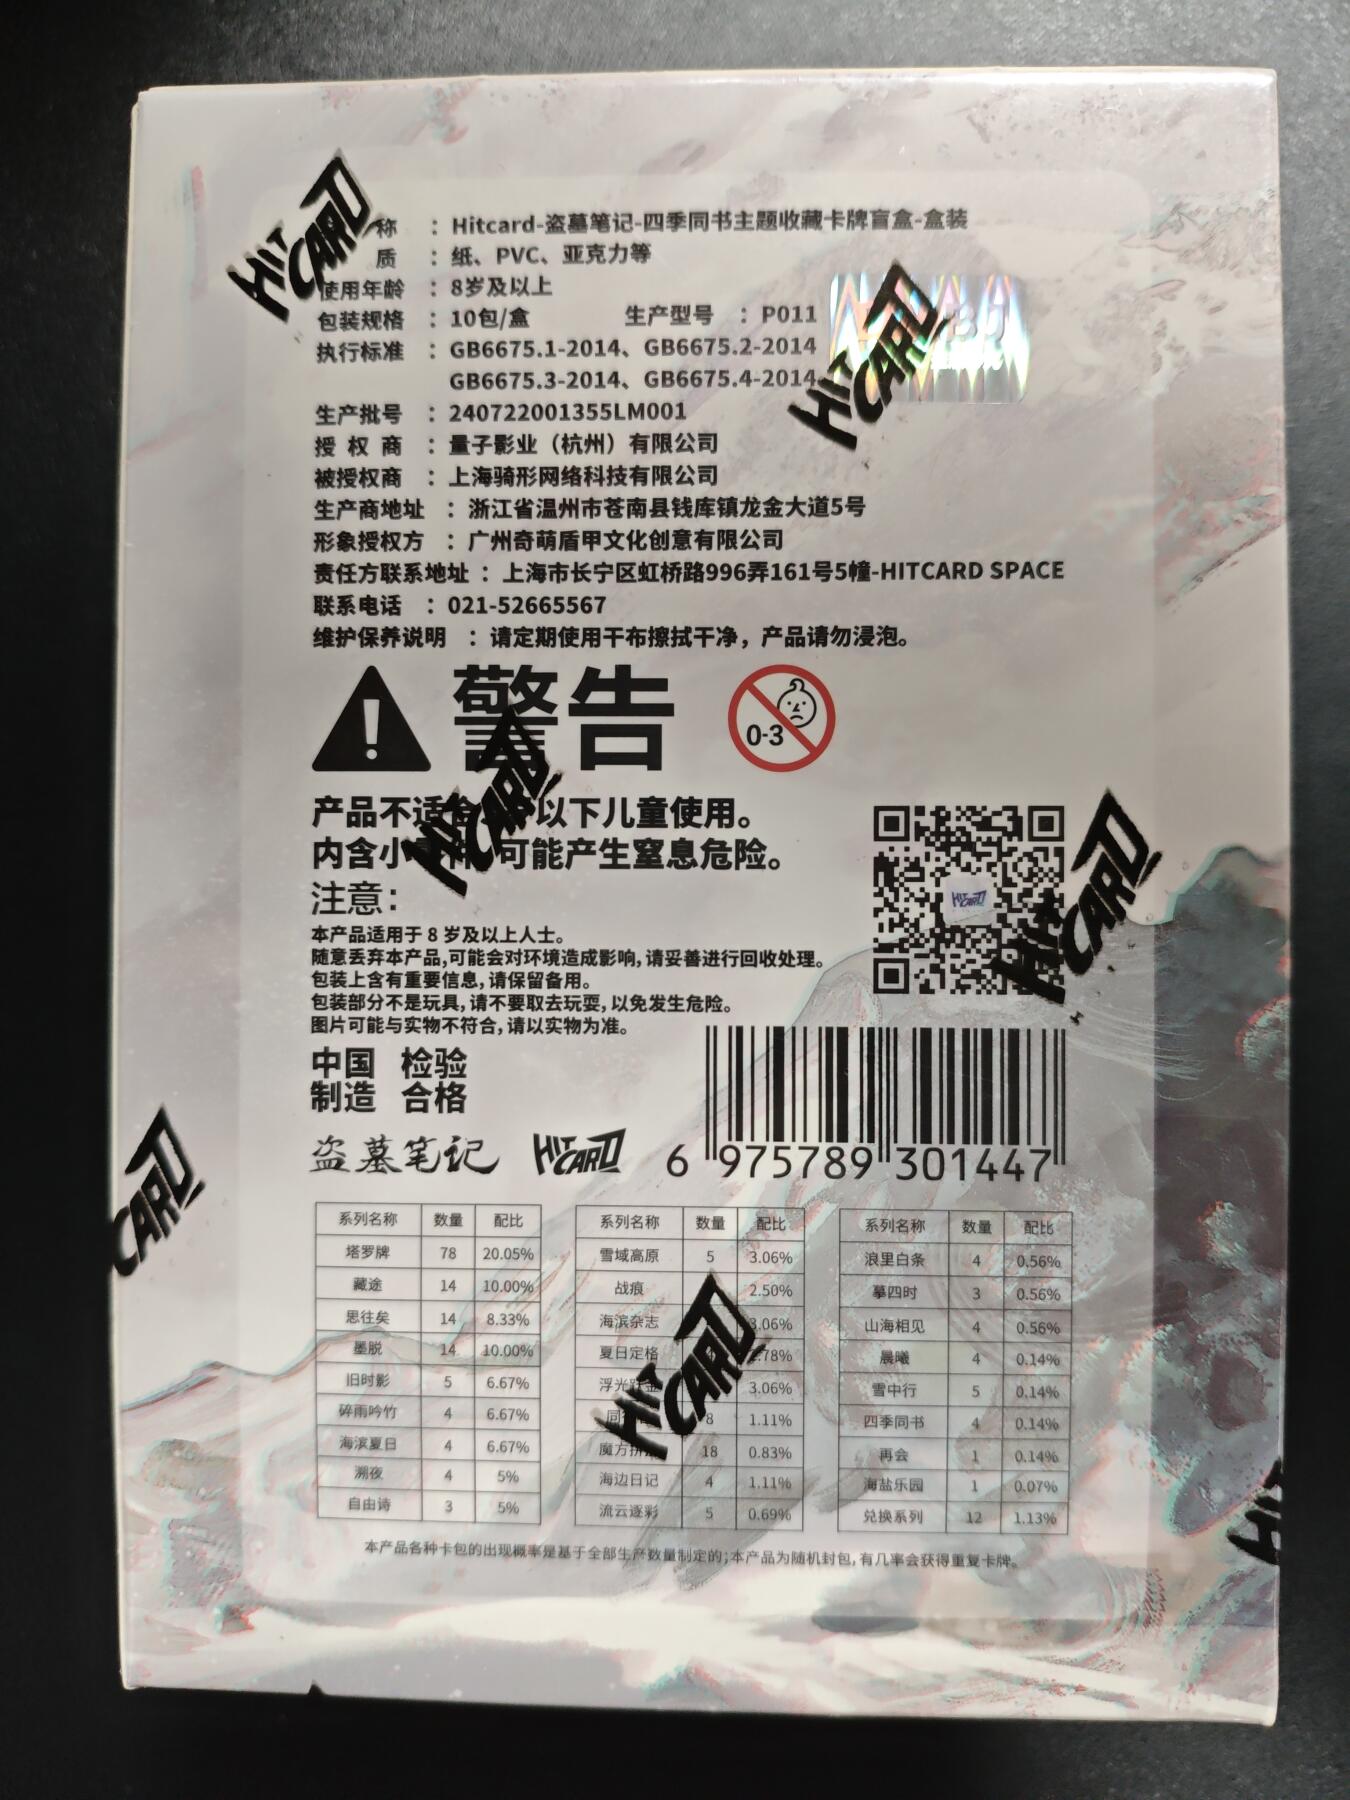 HITCARD
称 ：Hitcard-盗墓笔记-四季同书主题收藏卡牌盲盒-盒装
质 ：纸、PVC、亚克力等
使用年龄 ：8岁及以上
包装规格 ：10包/盒 生产型号 ：P011
执行标准 ：GB6675.1-2014、GB6675.2-2014
GB6675.3-2014、GB6675.4-2014
HITCARD
生产批号 ：240722001355LM001
授 权 商 ：量子影业（杭州）有限公司
被授权商 ：上海骑形网络科技有限公司
生产商地址 ：浙江省温州市苍南县钱库镇龙金大道5号
形象授权方 ：广州奇萌盾甲文化创意有限公司
责任方联系地址 ：上海市长宁区虹桥路996弄161号5幢-HITCARD SPACE
联系电话 ：021-52665567
维护保养说明 ：请定期使用干布擦拭干净，产品请勿浸泡。
警告
0-3
HITCARD
产品不适合 以下儿童使用。
内含小 可能产生窒息危险。
注意：
本产品适用于 8 岁及以上人士。
随意丢弃本产品,可能会对环境造成影响,请妥善进行回收处理。
包装上含有重要信息,请保留备用。
包装部分不是玩具,请不要取去玩耍,以免发生危险。
图片可能与实物不符合,请以实物为准。
HITCARD
HITCARD
中国 检验
制造 合格
盗墓笔记 HITCARD 6 975789 301447
CARD
系列名称 数量 配比 系列名称 数量 配比 系列名称 数量 配比
塔罗牌 78 20.05% 雪域高原 5 3.06% 浪里白条 4 0.56%
藏途 14 10.00% 战痕 2.50% 摹四时 3 0.56%
思往矣 14 8.33% 海滨杂志 3.06% 山海相见 4 0.56%
墨脱 14 10.00% 夏日定格 .78% 晨曦 4 0.14%
旧时影 5 6.67% 浮光跃金 3.06% 雪中行 5 0.14%
碎雨吟竹 4 6.67% 同 8 1.11% 四季同书 4 0.14%
海滨夏日 4 6.67% 魔方拼 18 0.83% 再会 1 0.14%
溯夜 4 5% 海边日记 4 1.11% 海盐乐园 1 0.07%
自由诗 3 5% 流云逐彩 5 0.69% 兑换系列 12 1.13%
HITCARD
HIT
本产品各种卡包的出现概率是基于全部生产数量制定的;本产品为随机封包,有几率会获得重复卡牌。